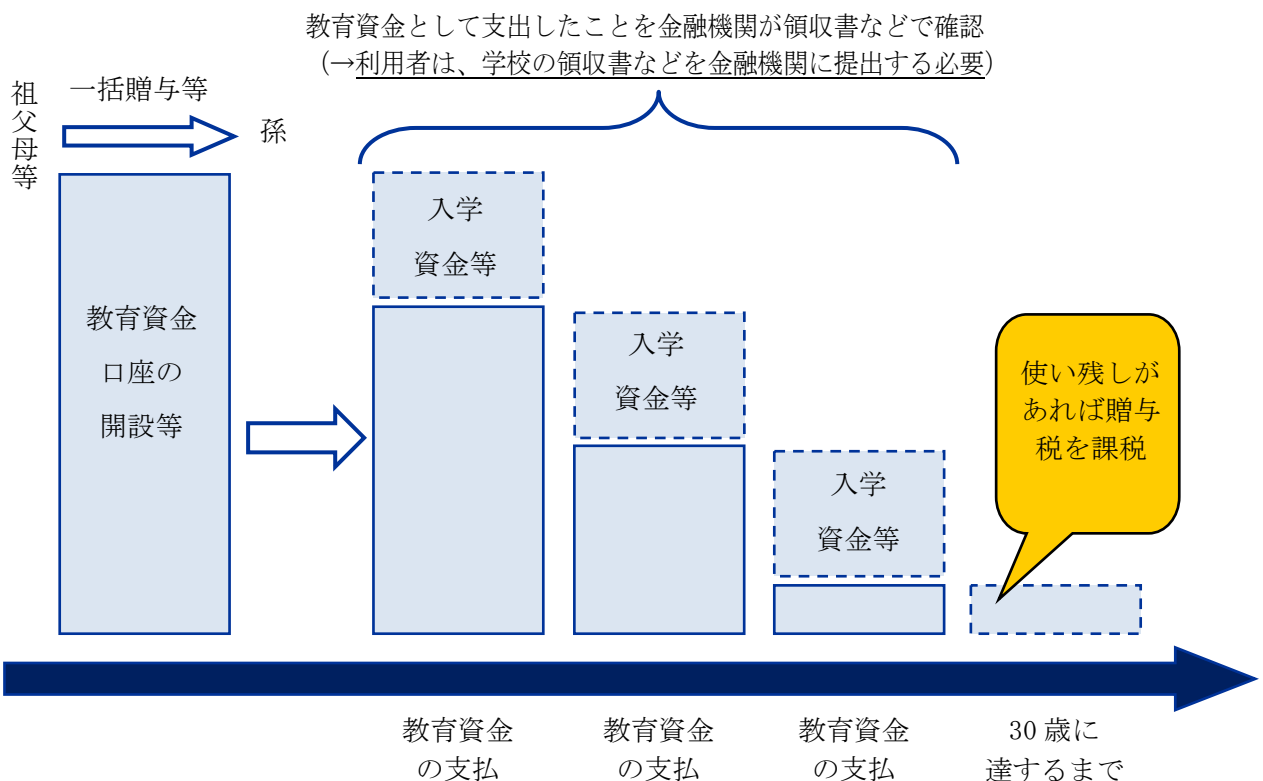 教育資金として支出したことを金融機関が領収書などで確認
(→利用者は、学校の領収書などを金融機関に提出する必要)
祖父母等
一括贈与等
孫
教育資金
口座の
開設等
入学
資金等
入学
資金等
入学
資金等
使い残しが
あれば贈与
税を課税
教育資金
の支払
教育資金
の支払
教育資金
の支払
30 歳に
達するまで